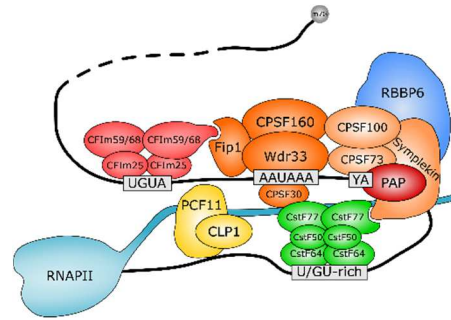 m7G
RBBP6
CPSF160
CPSF100
CFIm59/68
CFIm59/68
Fip1
Wdr33
CPSF73
Symplekin
CFIm25
CFIm25
UGUA
AAUAAA
YA
PAP
CPSF30
PCF11
CstF77
CstF77
CLP1
CstF50
CstF50
CstF64
CstF64
RNAPII
U/GU-rich